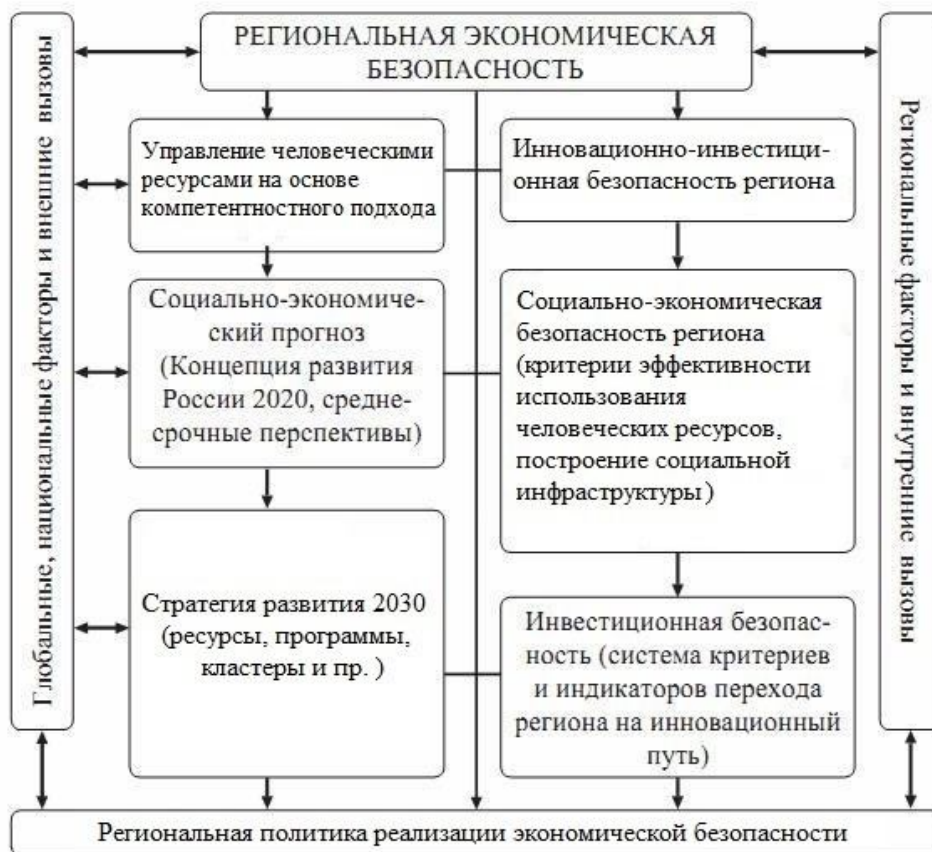 РЕГИОНАЛЬНАЯ ЭКОНОМИЧЕСКАЯ
БЕЗОПАСНОСТЬ
Глобальные, национальные факторы и внешние вызовы
Управление человеческими
ресурсами на основе
компетентностного подхода
Инновационно-инвестици-
онная безопасность региона
Социально-экономиче-
ский прогноз
(Концепция развития
России 2020, средне-
срочные перспективы)
Социально-экономическая
безопасность региона
(критерии эффективности
использования
человеческих ресурсов,
построение социальной
инфраструктуры )
Стратегия развития 2030
(ресурсы, программы,
кластеры и пр. )
Инвестиционная безопас-
ность (система критериев
и индикаторов перехода
региона на инновационный
путь)
Региональные факторы и внутренние вызовы
Региональная политика реализации экономической безопасности